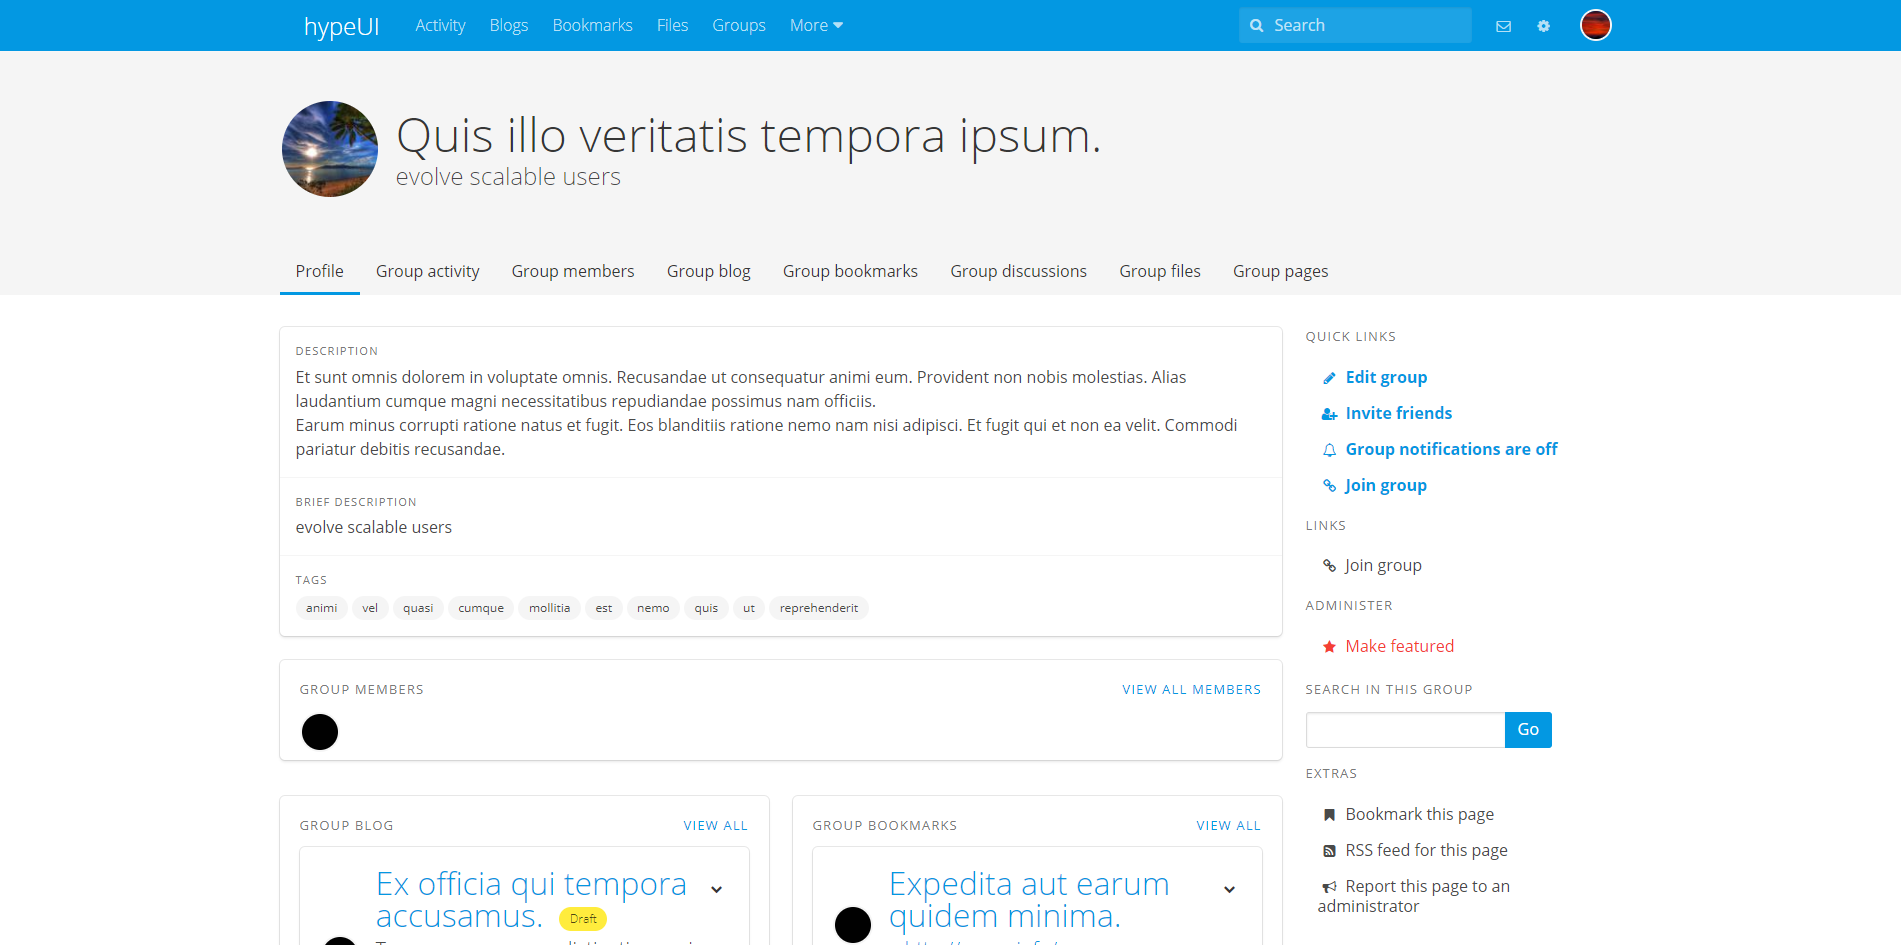 hypeUI Activity Blogs Bookmarks Files Groups More Search
Quis illo veritatis tempora ipsum.
evolve scalable users
Profile Group activity Group members Group blog Group bookmarks Group discussions Group files Group pages
DESCRIPTION
Et sunt omnis dolorem in voluptate omnis. Recusandae ut consequatur animi eum. Provident non nobis molestias. Alias
laudantium cumque magni necessitatibus repudiandae possimus nam officiis.
Earum minus corrupti ratione natus et fugit. Eos blanditiis ratione nemo nam nisi adipisci. Et fugit qui et non ea velit. Commodi
pariatur debitis recusandae.
BRIEF DESCRIPTION
evolve scalable users
TAGS
animi vel quasi cumque mollitia est nemo quis ut reprehenderit
GROUP MEMBERS VIEW ALL MEMBERS
GROUP BLOG VIEW ALL
Ex officia qui tempora
accusamus. Draft
GROUP BOOKMARKS VIEW ALL
Expedita aut earum
quidem minima.
QUICK LINKS
Edit group
Invite friends
Group notifications are off
Join group
LINKS
Join group
ADMINISTER
Make featured
SEARCH IN THIS GROUP
Go
EXTRAS
Bookmark this page
RSS feed for this page
Report this page to an
administrator